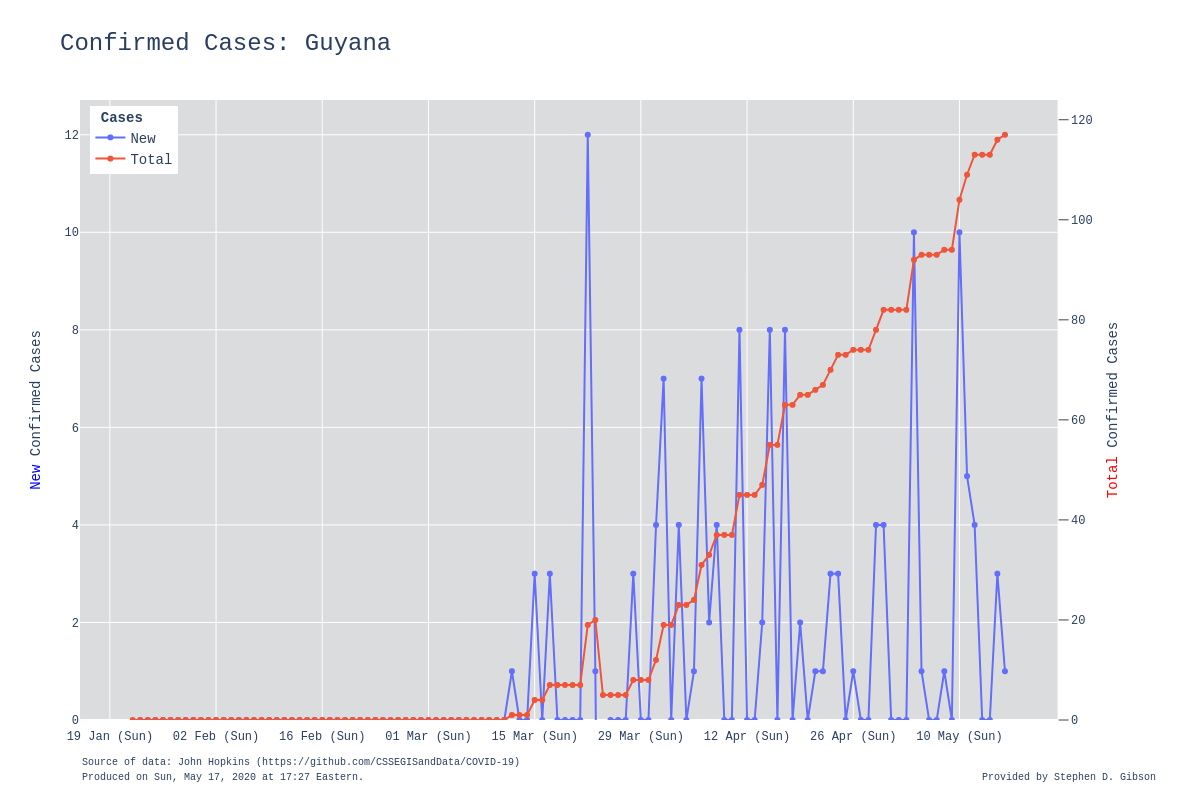 Confirmed Cases: Guyana
Cases
New
Total
12
10
8
6
4
2
0
120
100
80
60
40
20
0
New Confirmed Cases
Total Confirmed Cases
19 Jan (Sun)
02 Feb (Sun)
16 Feb (Sun)
01 Mar (Sun)
15 Mar (Sun)
29 Mar (Sun)
12 Apr (Sun)
26 Apr (Sun)
10 May (Sun)
Source of data: John Hopkins (https://github.com/CSSEGISandData/COVID-19)
Produced on Sun, May 17, 2020 at 17:27 Eastern.
Provided by Stephen D. Gibson